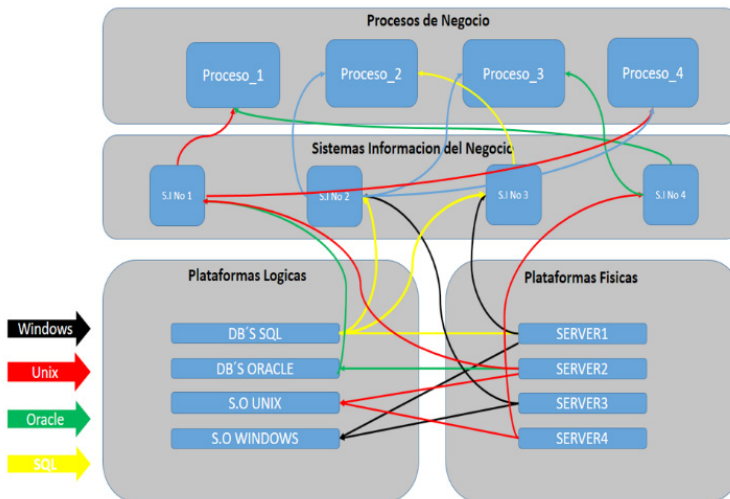 Procesos de Negocio
Proceso_1
Proceso_2
Proceso_3
Proceso_4
Sistemas Informacion del Negocio
S.I No 1
S.I No 2
S.I No 3
S.I No 4
Plataformas Logicas
Plataformas Fisicas
Windows
Unix
Oracle
SQL
DB´S SQL
DB´S ORACLE
S.O UNIX
S.O WINDOWS
SERVER1
SERVER2
SERVER3
SERVER4